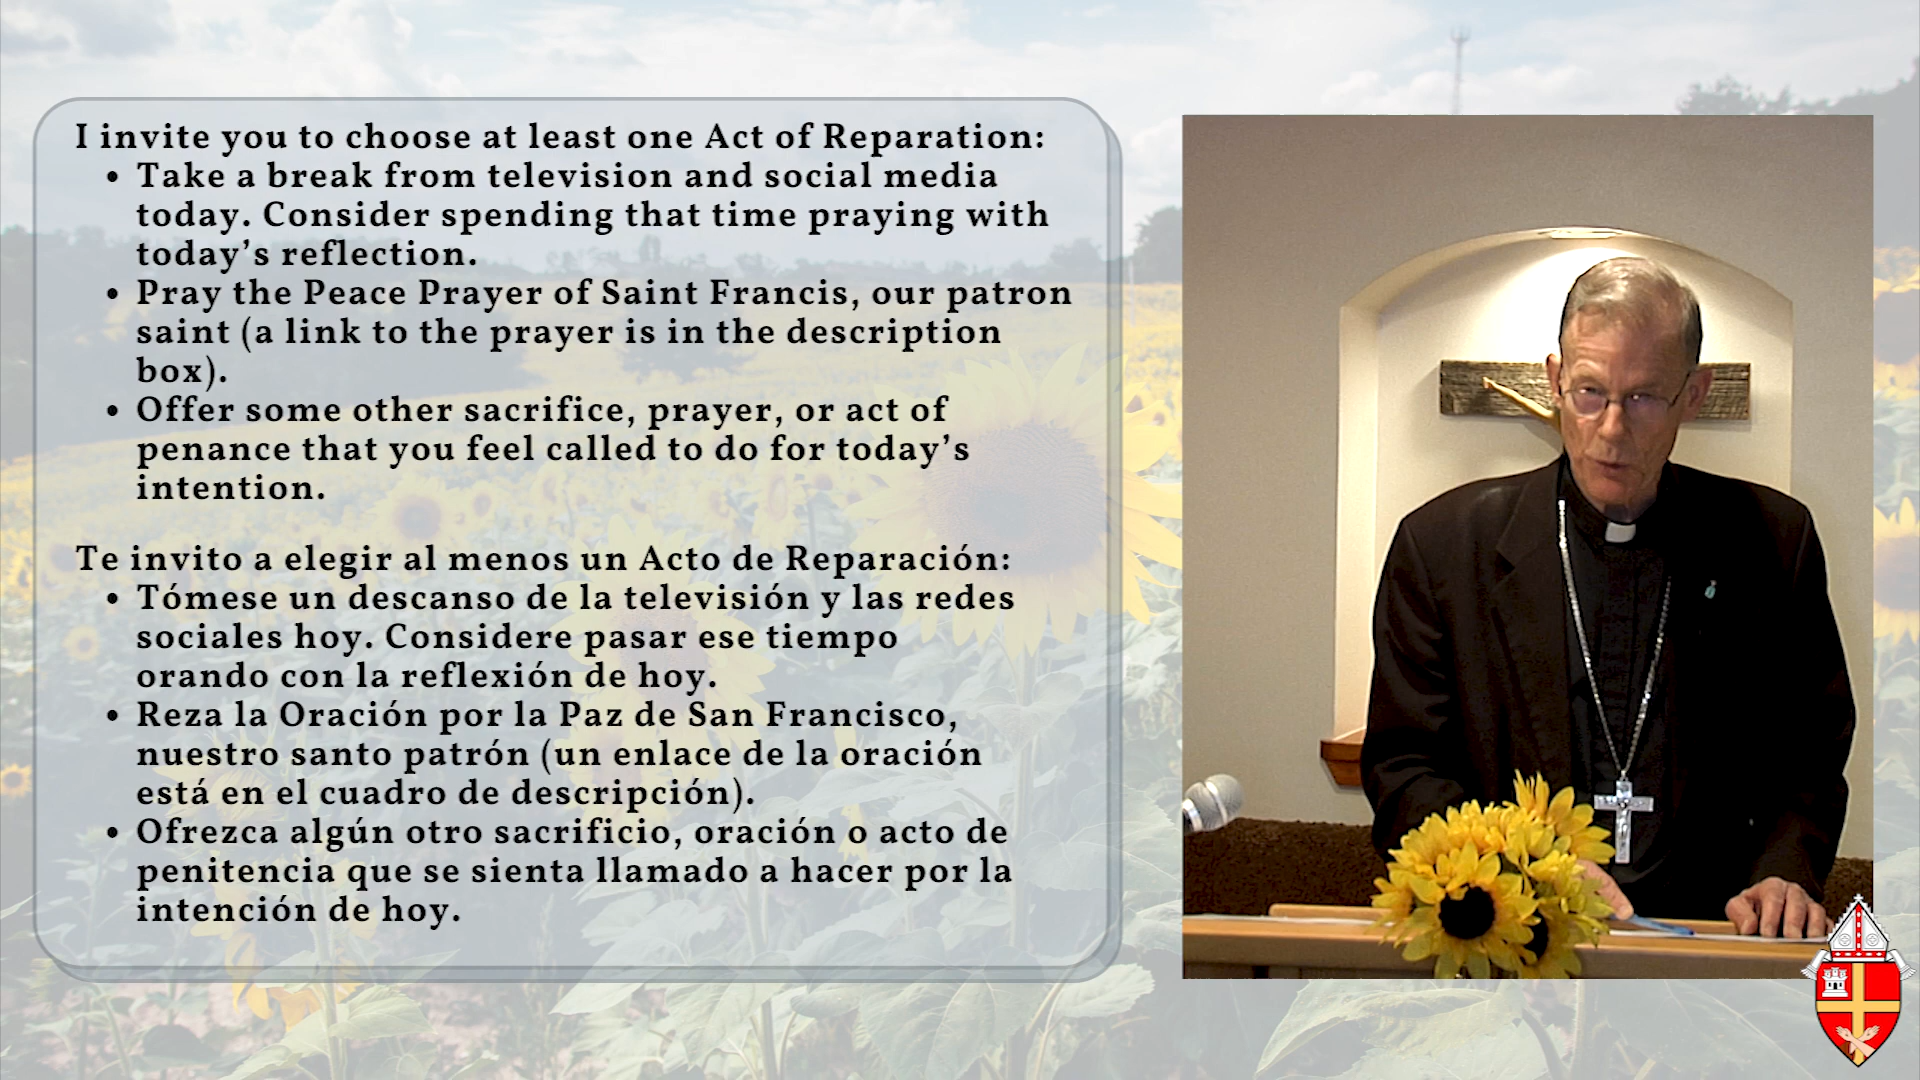 I invite you to choose at least one Act of Reparation:
• Take a break from television and social media
today. Consider spending that time praying with
today’s reflection.
• Pray the Peace Prayer of Saint Francis, our patron
saint (a link to the prayer is in the description
box).
• Offer some other sacrifice, prayer, or act of
penance that you feel called to do for today’s
intention.
Te invito a elegir al menos un Acto de Reparación:
• Tómese un descanso de la televisión y las redes
sociales hoy. Considere pasar ese tiempo
orando con la reflexión de hoy.
• Reza la Oración por la Paz de San Francisco,
nuestro santo patrón (un enlace de la oración
está en el cuadro de descripción).
• Ofrezca algún otro sacrificio, oración o acto de
penitencia que se sienta llamado a hacer por la
intención de hoy.